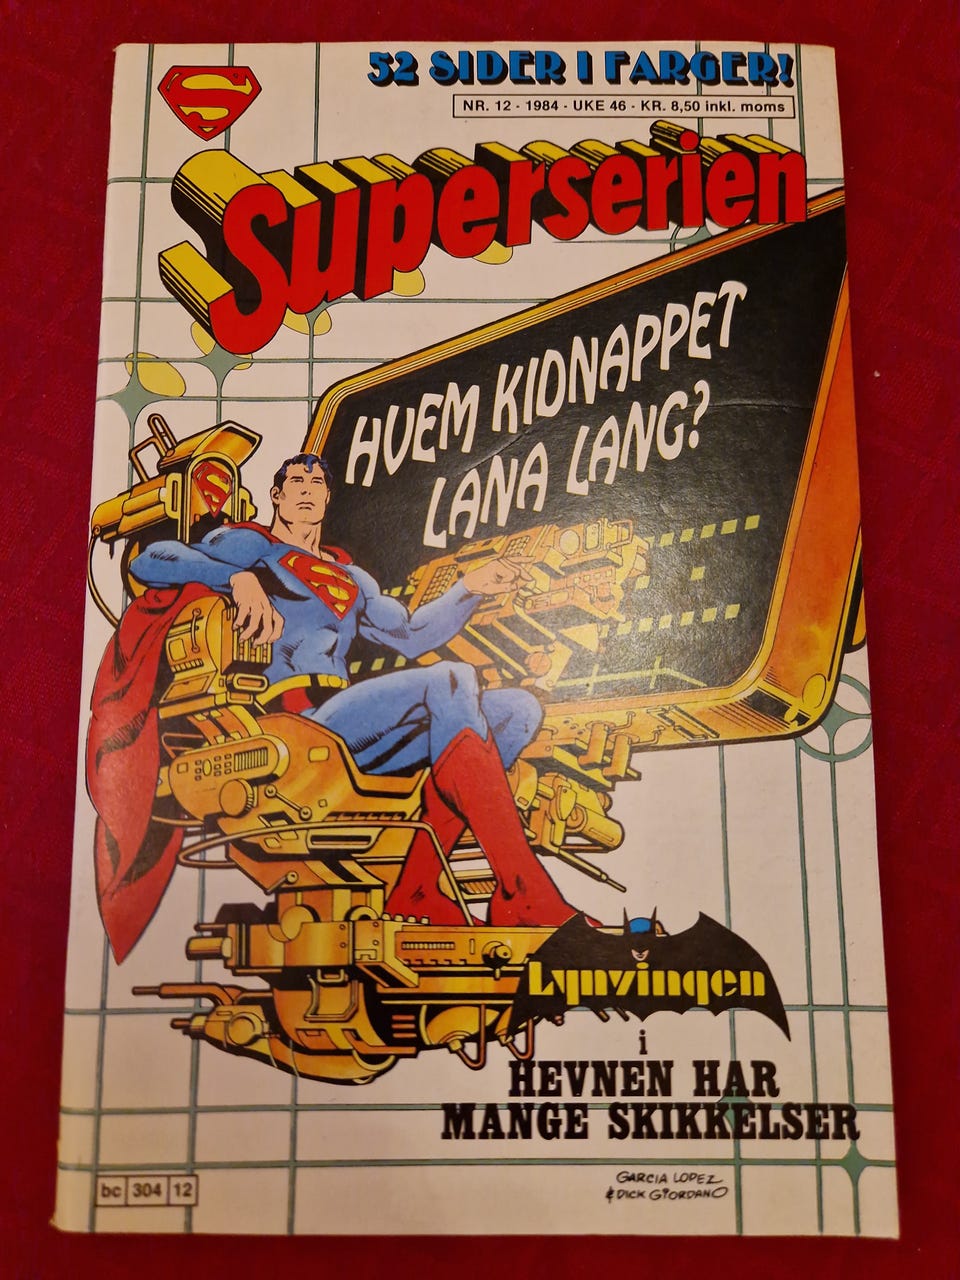 52 SIDER I FARGER!
NR. 12 - 1984 - UKE 46 - KR. 8,50 inkl. moms
Superserien
HVEM KIDNAPPET
LANA LANG?
Lynvingen
i
HEVNEN HAR
MANGE SKIKKELSER
GARCIA LOPEZ
& DICK GIORDANO
bc 304 12